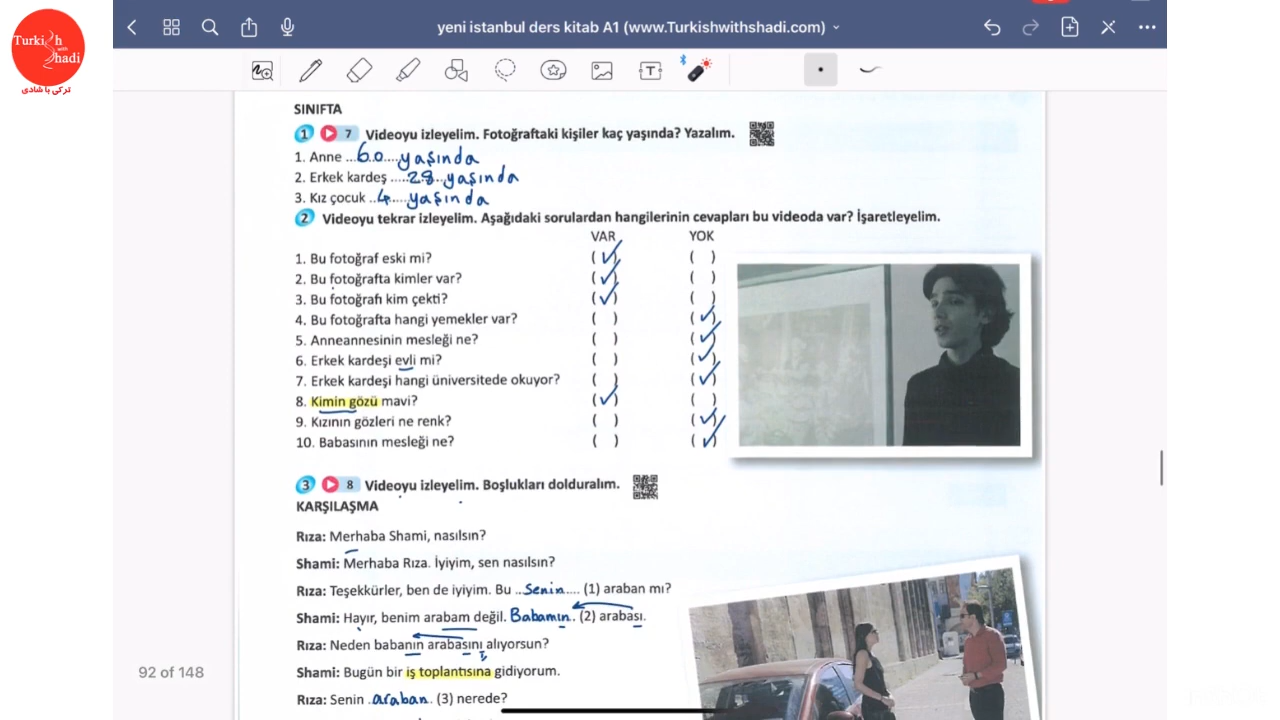 Turkish
with
Shadi
ترکی با شادی
yeni istanbul ders kitab A1 (www.Turkishwithshadi.com)
SINIFTA
1 7 Videoyu izleyelim. Fotoğraftaki kişiler kaç yaşında? Yazalım.
1. Anne ...60....yaşında
2. Erkek kardeş .....28..yaşında
3. Kız çocuk ..4....yaşında
2 Videoyu tekrar izleyelim. Aşağıdaki sorulardan hangilerinin cevapları bu videoda var? İşaretleyelim.
VAR YOK
1. Bu fotoğraf eski mi? (✓) ( )
2. Bu fotoğrafta kimler var? (✓) ( )
3. Bu fotoğrafı kim çekti? (✓) ( )
4. Bu fotoğrafta hangi yemekler var? ( ) (✓)
5. Anneannesinin mesleği ne? ( ) (✓)
6. Erkek kardeşi evli mi? ( ) (✓)
7. Erkek kardeşi hangi üniversitede okuyor? ( ) (✓)
8. Kimin gözü mavi? (✓) ( )
9. Kızının gözleri ne renk? ( ) (✓)
10. Babasının mesleği ne? ( ) (✓)
3 8 Videoyu izleyelim. Boşlukları dolduralım.
KARŞILAŞMA
Rıza: Merhaba Shami, nasılsın?
Shami: Merhaba Rıza. İyiyim, sen nasılsın?
Rıza: Teşekkürler, ben de iyiyim. Bu ..Senin.... (1) araban mı?
Shami: Hayır, benim arabam değil. Babamın.. (2) arabası.
Rıza: Neden babanın arabasını alıyorsun?
Shami: Bugün bir iş toplantısına gidiyorum.
Rıza: Senin .araban. (3) nerede?
92 of 148